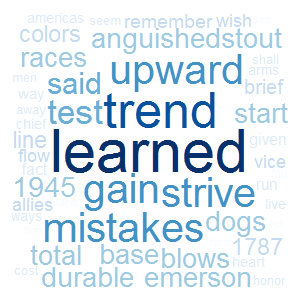 americas seem remember wish
colors anguished stout
races upward
men said shall arms
way brief
away test trend start
chief
line learned given
flow vice
fact
1945 gain strive run
allies live
ways mistakes dogs
total base blows 1787
heart
cost durable emerson honor